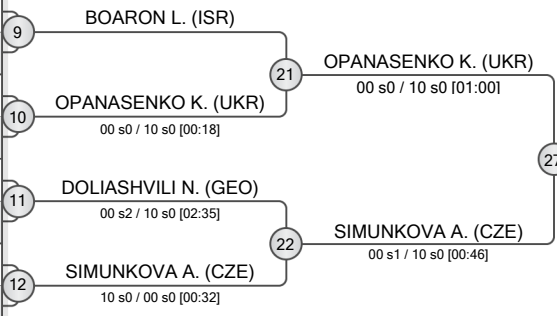 BOARON L. (ISR)
9
21
OPANASENKO K. (UKR)
00 s0 / 10 s0 [01:00]
OPANASENKO K. (UKR)
10
00 s0 / 10 s0 [00:18]
27
DOLIASHVILI N. (GEO)
11
00 s2 / 10 s0 [02:35]
22
SIMUNKOVA A. (CZE)
00 s1 / 10 s0 [00:46]
SIMUNKOVA A. (CZE)
12
10 s0 / 00 s0 [00:32]